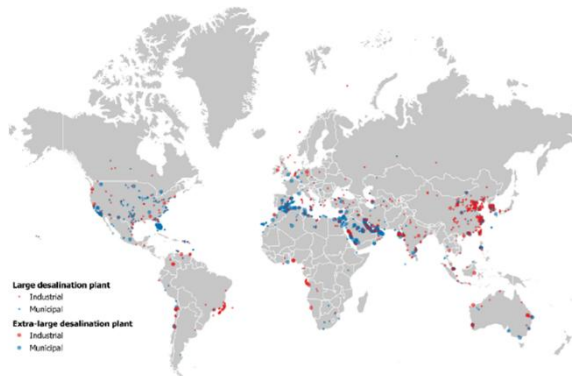 Large desalination plant
Industrial
Municipal
Extra-large desalination plant
Industrial
Municipal